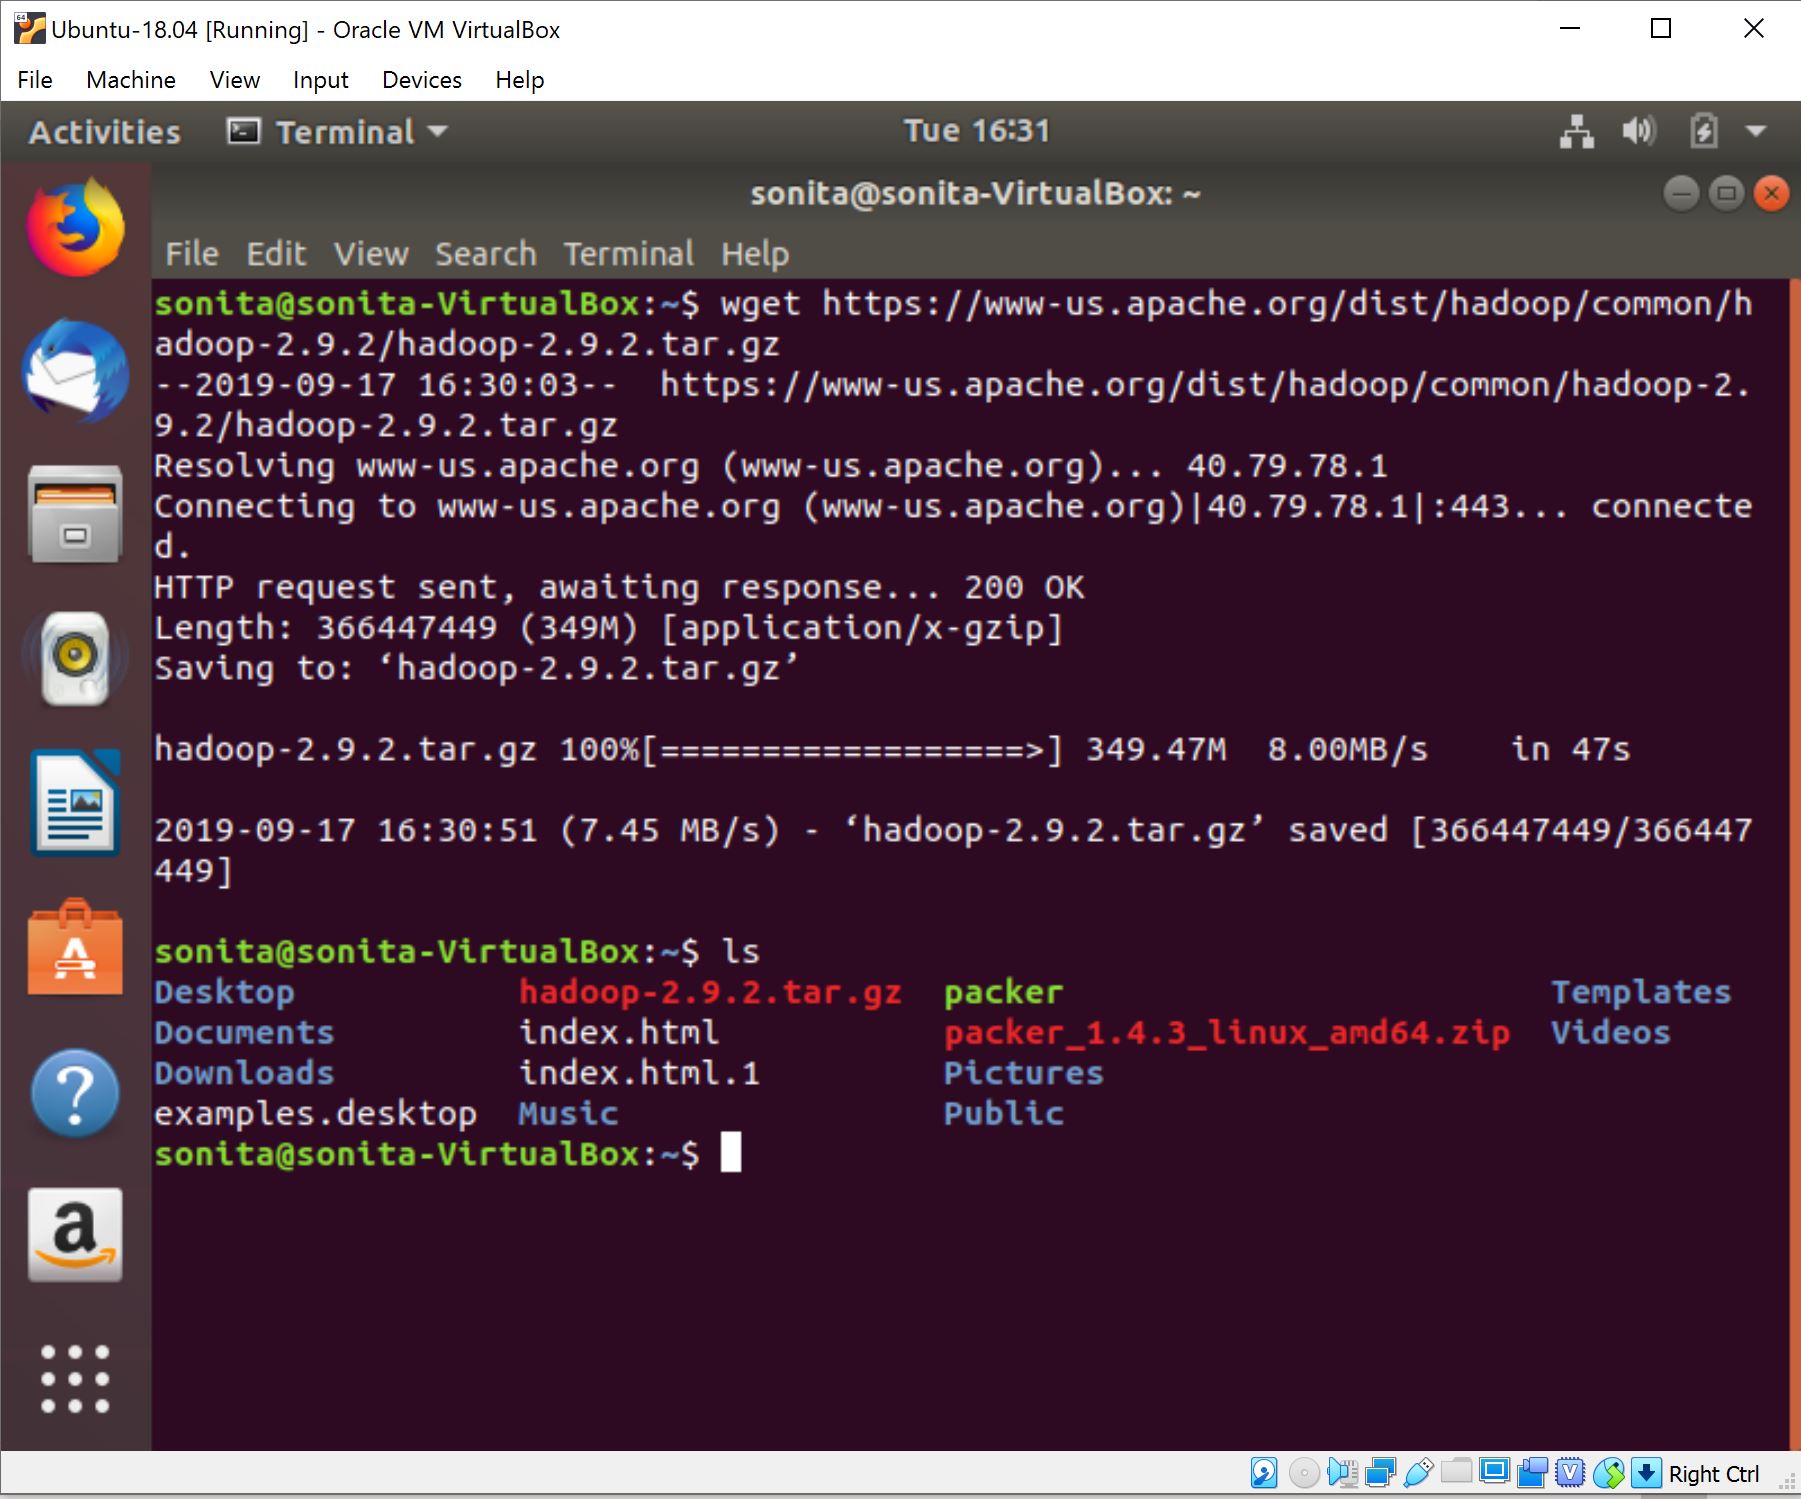 Ubuntu-18.04 [Running] - Oracle VM VirtualBox
File Machine View Input Devices Help
Activities Terminal Tue 16:31
sonita@sonita-VirtualBox: ~
File Edit View Search Terminal Help
sonita@sonita-VirtualBox:~$ wget https://www-us.apache.org/dist/hadoop/common/h
adoop-2.9.2/hadoop-2.9.2.tar.gz
--2019-09-17 16:30:03--  https://www-us.apache.org/dist/hadoop/common/hadoop-2.
9.2/hadoop-2.9.2.tar.gz
Resolving www-us.apache.org (www-us.apache.org)... 40.79.78.1
Connecting to www-us.apache.org (www-us.apache.org)|40.79.78.1|:443... connecte
d.
HTTP request sent, awaiting response... 200 OK
Length: 366447449 (349M) [application/x-gzip]
Saving to: ‘hadoop-2.9.2.tar.gz’
hadoop-2.9.2.tar.gz 100%[==================>] 349.47M  8.00MB/s    in 47s
2019-09-17 16:30:51 (7.45 MB/s) - ‘hadoop-2.9.2.tar.gz’ saved [366447449/366447
449]
sonita@sonita-VirtualBox:~$ ls
Desktop hadoop-2.9.2.tar.gz packer Templates
Documents index.html packer_1.4.3_linux_amd64.zip Videos
Downloads index.html.1 Pictures
examples.desktop Music Public
sonita@sonita-VirtualBox:~$
Right Ctrl